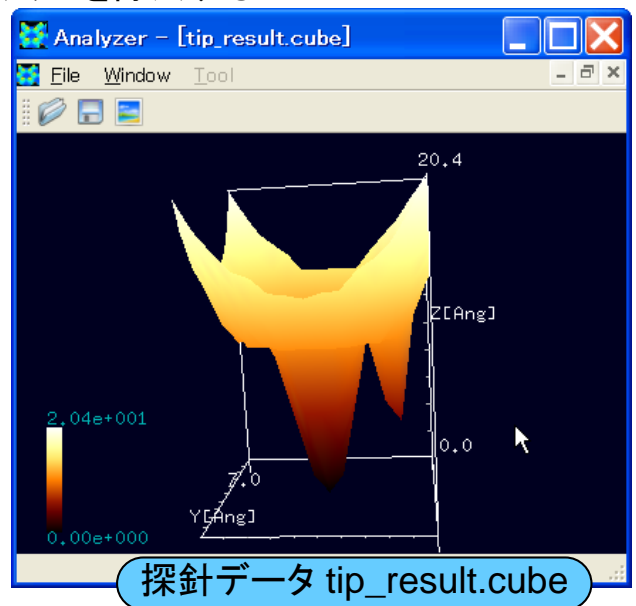 Analyzer - [tip_result.cube]
File Window Tool
20.4
Z[Ang]
2.04e+001
0.0
7.0
Y[Ang]
0.00e+000
探針データ tip_result.cube